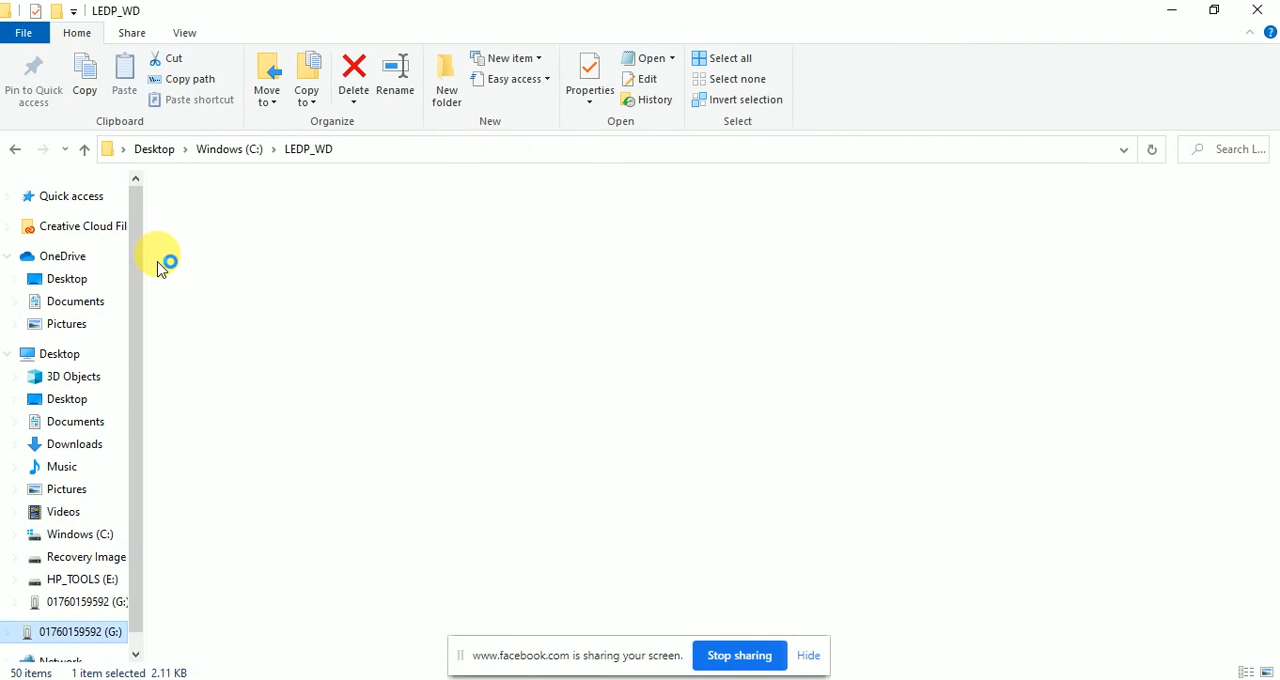 LEDP_WD
File Home Share View
Pin to Quick access
Copy
Paste
Cut
Copy path
Paste shortcut
Clipboard
Move to
Copy to
Delete
Rename
Organize
New folder
New item
Easy access
New
Properties
Open
Edit
History
Open
Select all
Select none
Invert selection
Select
Desktop Windows (C:) LEDP_WD
Search L...
Quick access
Creative Cloud Fil
OneDrive
Desktop
Documents
Pictures
Desktop
3D Objects
Desktop
Documents
Downloads
Music
Pictures
Videos
Windows (C:)
Recovery Image
HP_TOOLS (E:)
01760159592 (G:)
01760159592 (G:)
Network
www.facebook.com is sharing your screen. Stop sharing Hide
50 items 1 item selected 2.11 KB